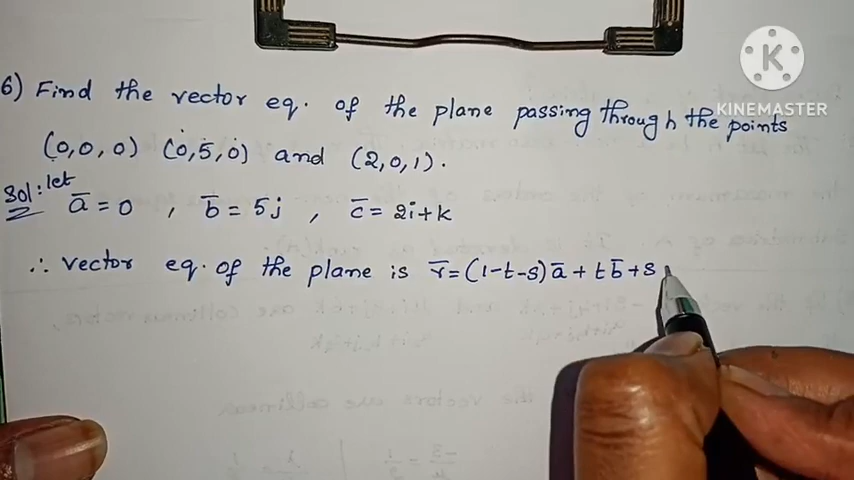 KINEMASTER
6) Find the vector eq. of the plane passing through the points
(0,0,0) (0,5,0) and (2,0,1).
Sol: let
a̅ = 0 , b̅ = 5j , c̅ = 2i+k
∴ vector eq. of the plane is r̅ = (1-t-s)a̅ + tb̅ + s